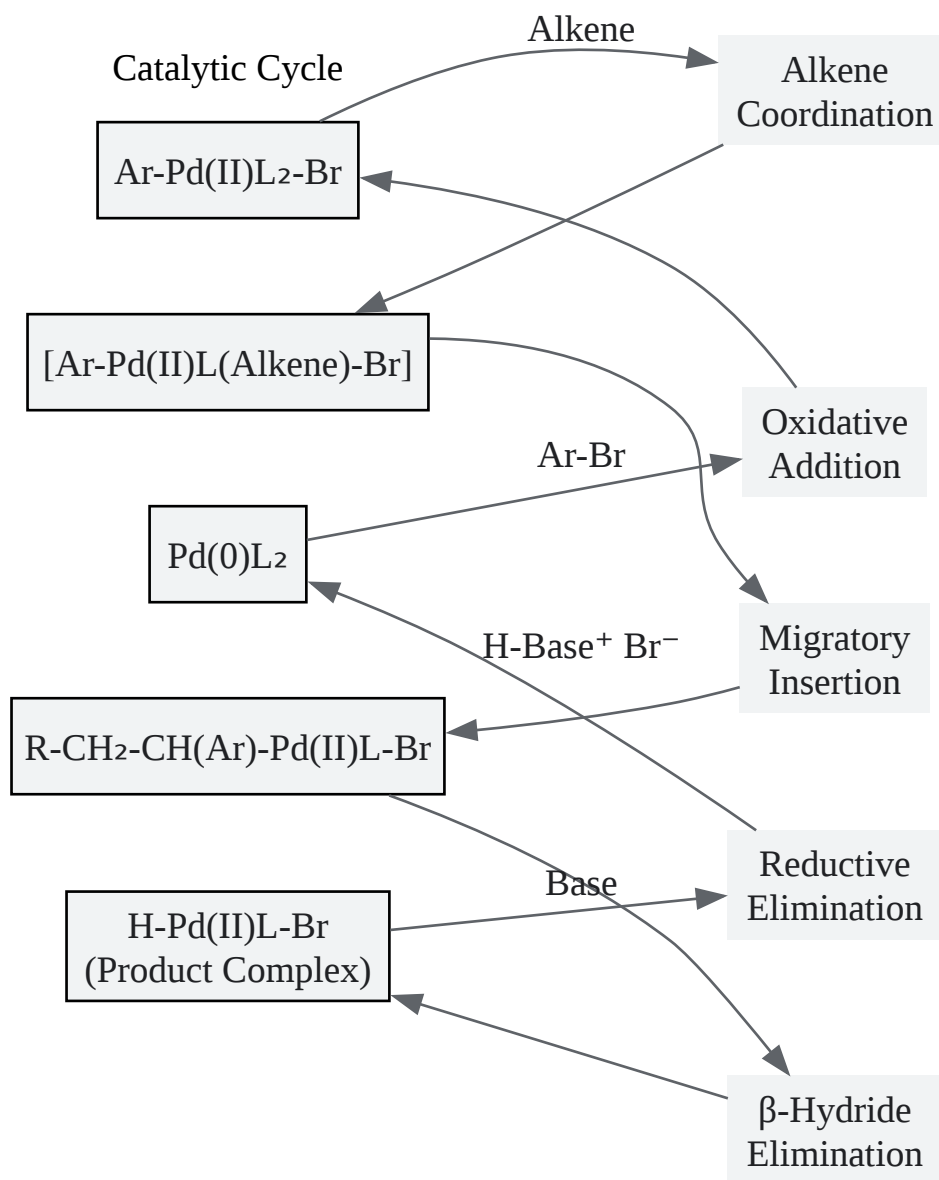 Alkene
Catalytic Cycle
Alkene
Coordination
Ar-Pd(II)L₂-Br
[Ar-Pd(II)L(Alkene)-Br]
Oxidative
Addition
Ar-Br
Pd(0)L₂
H-Base⁺ Br⁻
Migratory
Insertion
R-CH₂-CH(Ar)-Pd(II)L-Br
Reductive
Elimination
Base
H-Pd(II)L-Br
(Product Complex)
β-Hydride
Elimination